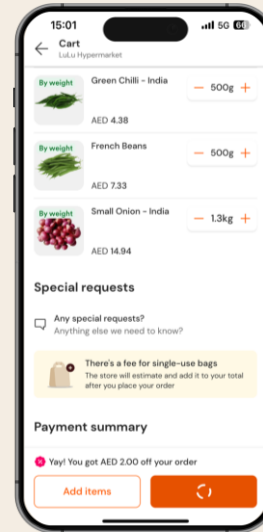 15:01
5G 66
Cart
LuLu Hypermarket
By weight
Green Chilli - India
500g
AED 4.38
By weight
French Beans
500g
AED 7.33
By weight
Small Onion - India
1.3kg
AED 14.94
Special requests
Any special requests?
Anything else we need to know?
There's a fee for single-use bags
The store will estimate and add it to your total
after you place your order
Payment summary
Yay! You got AED 2.00 off your order
Add items